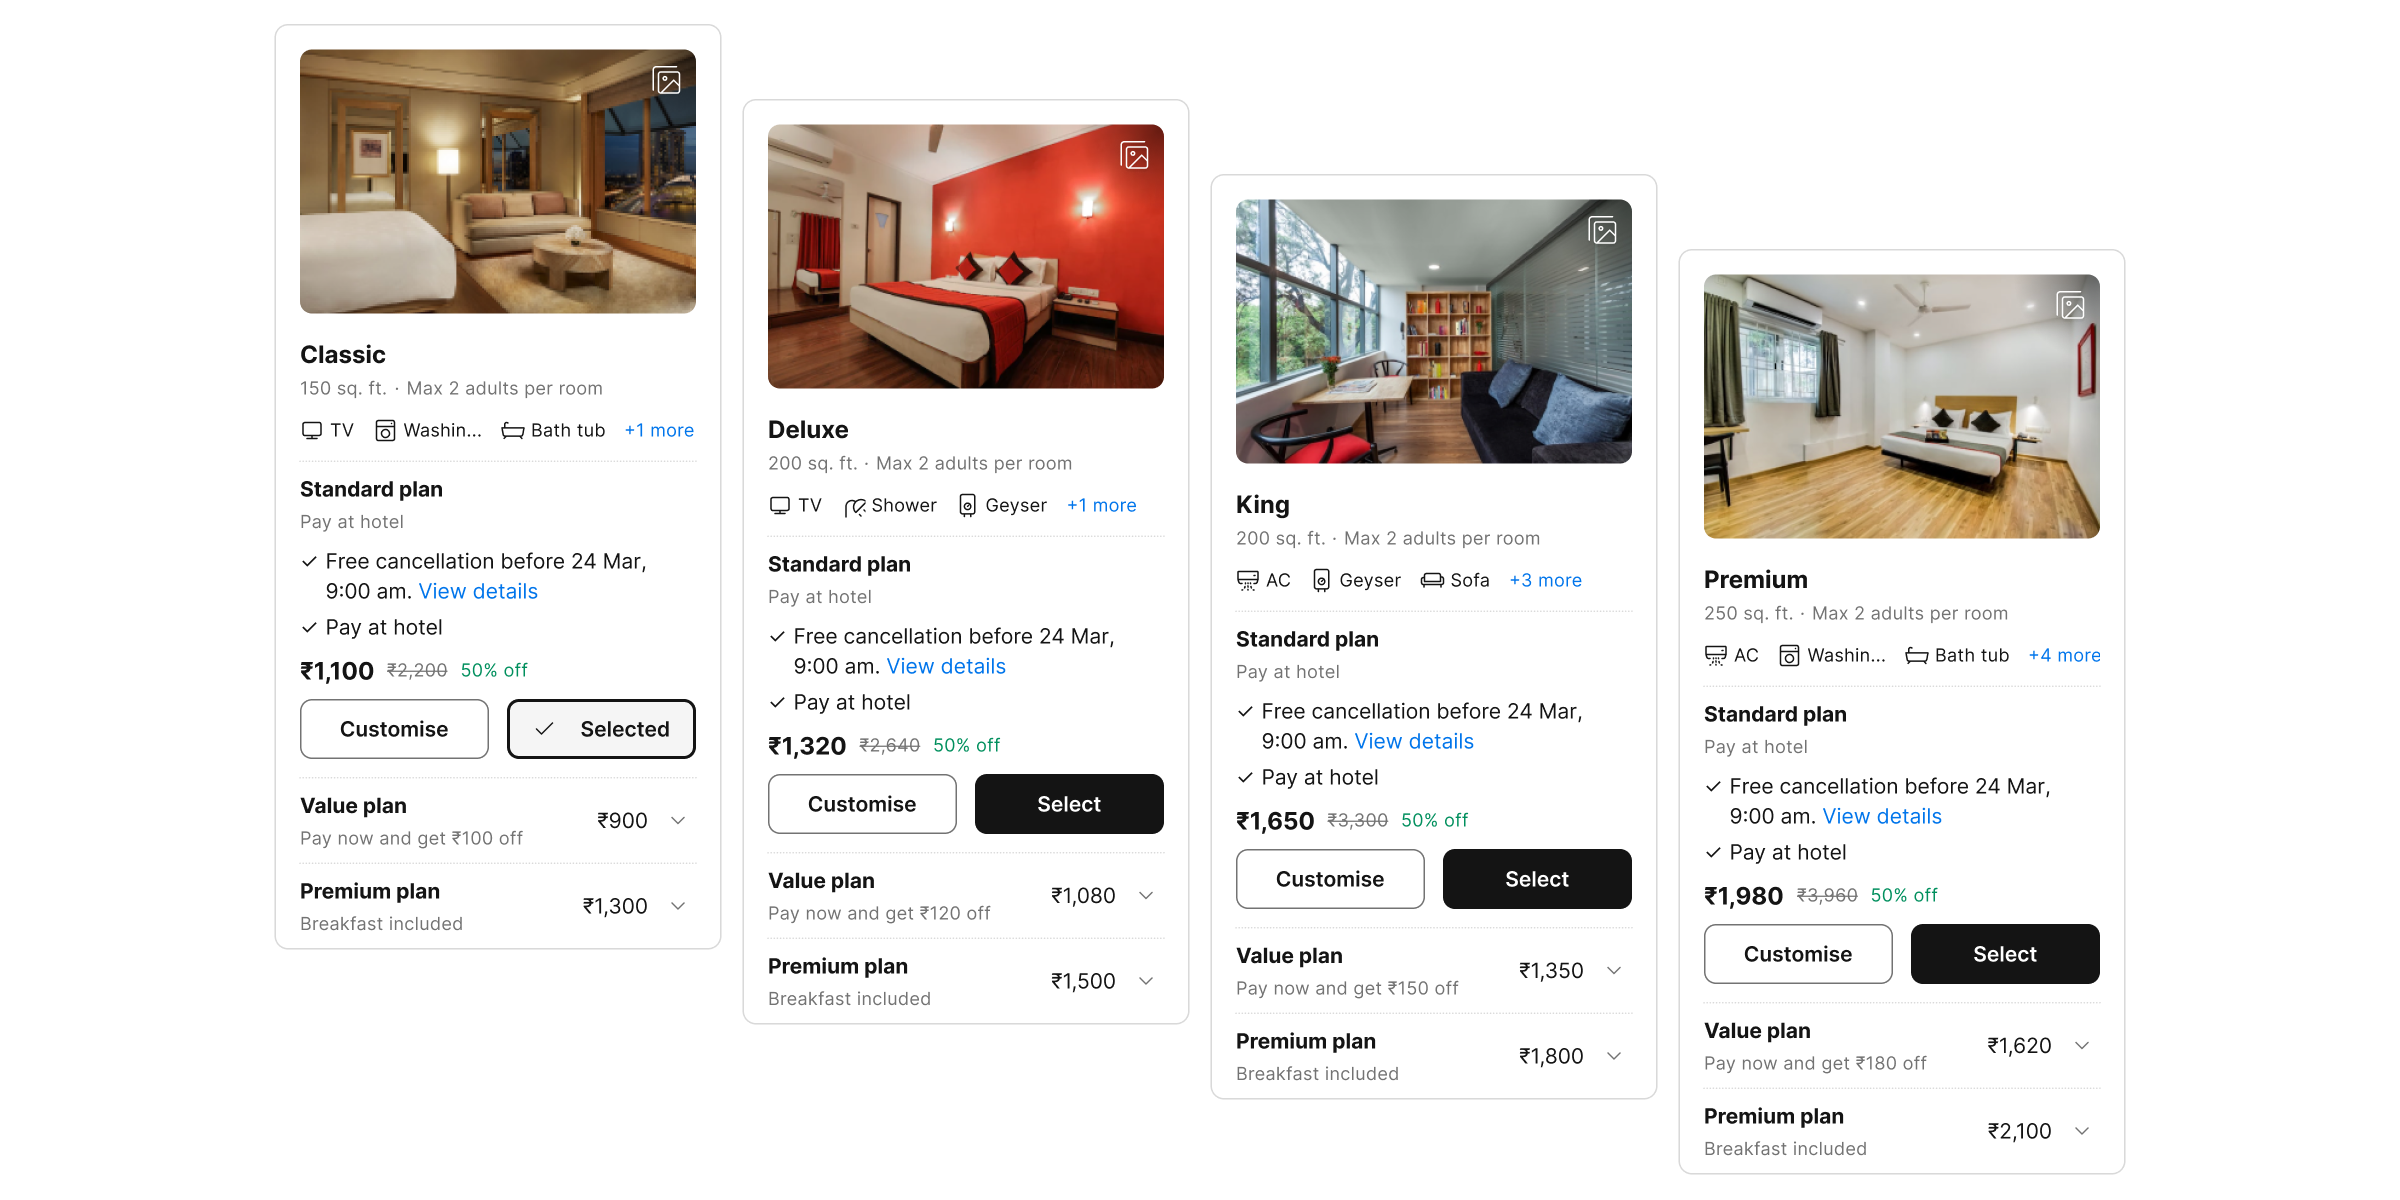 Classic
150 sq. ft. · Max 2 adults per room
TV Washin... Bath tub +1 more
Standard plan
Pay at hotel
Free cancellation before 24 Mar,
9:00 am. View details
Pay at hotel
₹1,100 ₹2,200 50% off
Customise Selected
Value plan
Pay now and get ₹100 off
₹900
Premium plan
Breakfast included
₹1,300
Deluxe
200 sq. ft. · Max 2 adults per room
TV Shower Geyser +1 more
Standard plan
Pay at hotel
Free cancellation before 24 Mar,
9:00 am. View details
Pay at hotel
₹1,320 ₹2,640 50% off
Customise Select
Value plan
Pay now and get ₹120 off
₹1,080
Premium plan
Breakfast included
₹1,500
King
200 sq. ft. · Max 2 adults per room
AC Geyser Sofa +3 more
Standard plan
Pay at hotel
Free cancellation before 24 Mar,
9:00 am. View details
Pay at hotel
₹1,650 ₹3,300 50% off
Customise Select
Value plan
Pay now and get ₹150 off
₹1,350
Premium plan
Breakfast included
₹1,800
Premium
250 sq. ft. · Max 2 adults per room
AC Washin... Bath tub +4 more
Standard plan
Pay at hotel
Free cancellation before 24 Mar,
9:00 am. View details
Pay at hotel
₹1,980 ₹3,960 50% off
Customise Select
Value plan
Pay now and get ₹180 off
₹1,620
Premium plan
Breakfast included
₹2,100